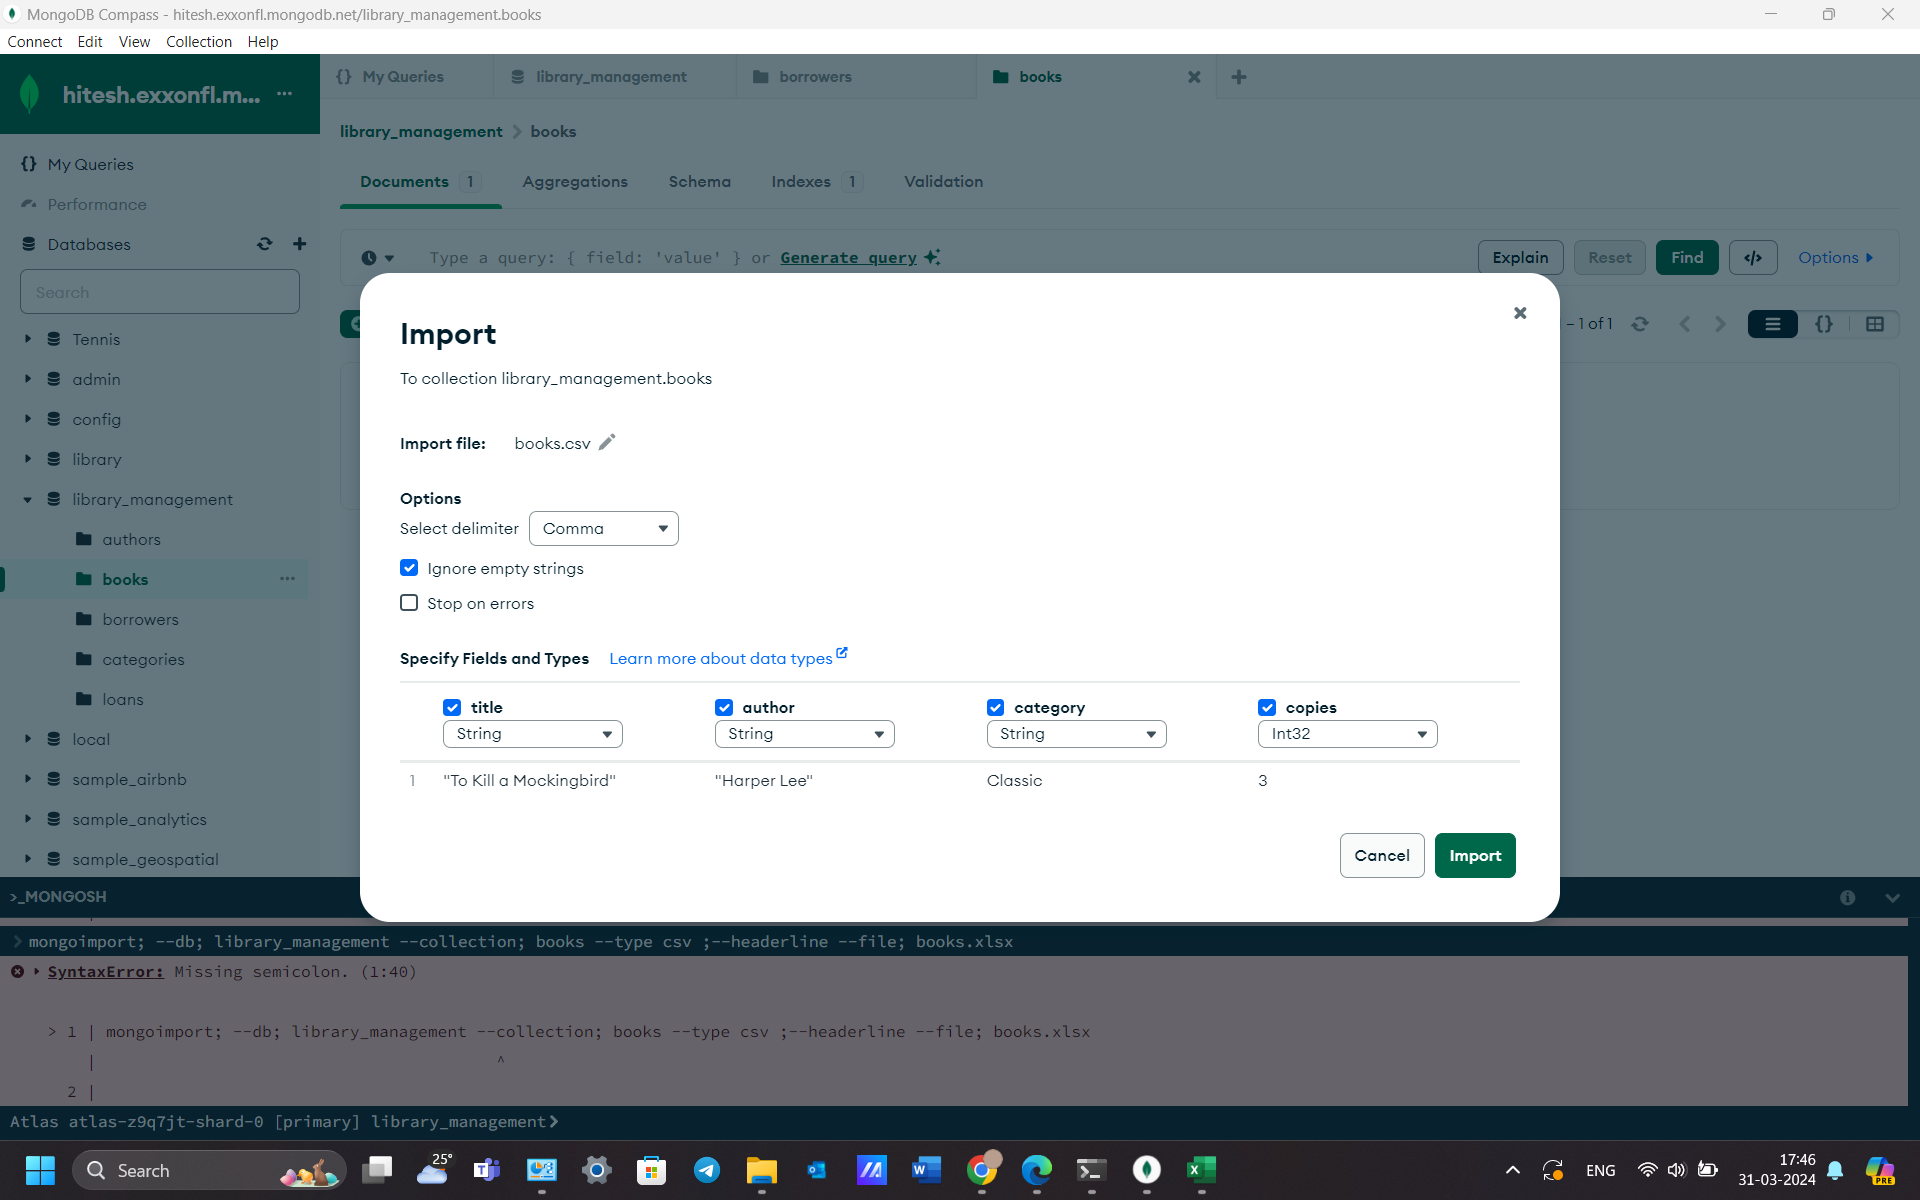 MongoDB Compass - hitesh.exxonfl.mongodb.net/library_management.books
Connect Edit View Collection Help
hitesh.exxonfl.m...
My Queries
library_management
borrowers
books
library_management > books
My Queries
Performance
Databases
Search
Documents 1
Aggregations
Schema
Indexes 1
Validation
Type a query: { field: 'value' } or Generate query
Explain
Reset
Find
</>
Options
– 1 of 1
{}
Tennis
admin
config
library
library_management
authors
books
borrowers
categories
loans
local
sample_airbnb
sample_analytics
sample_geospatial
Import
To collection library_management.books
Import file: books.csv
Options
Select delimiter Comma
Ignore empty strings
Stop on errors
Specify Fields and Types Learn more about data types
title author category copies
String String String Int32
1 "To Kill a Mockingbird" "Harper Lee" Classic 3
Cancel Import
>_MONGOSH
> mongoimport; --db; library_management --collection; books --type csv ;--headerline --file; books.xlsx
SyntaxError: Missing semicolon. (1:40)
> 1 | mongoimport; --db; library_management --collection; books --type csv ;--headerline --file; books.xlsx
| ^
2 |
Atlas atlas-z9q7jt-shard-0 [primary] library_management>
Search
25°
ENG
17:46
31-03-2024
PRE